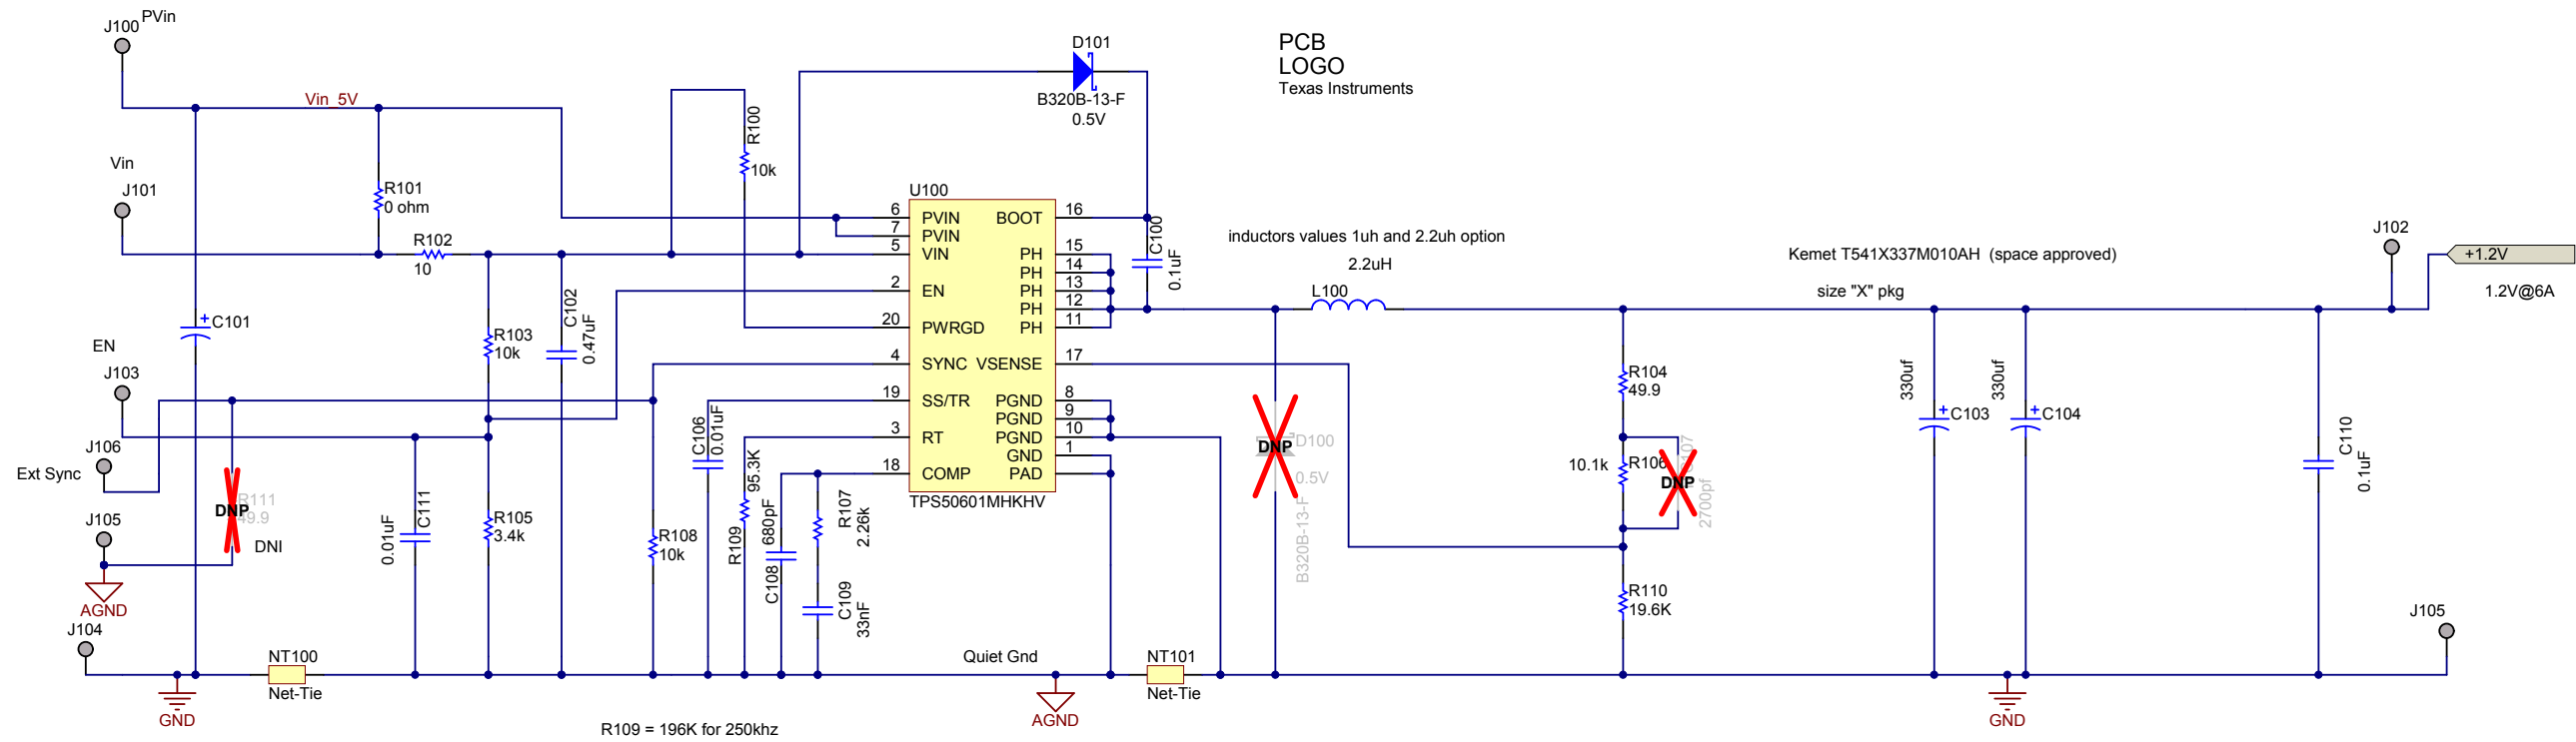 PVin
J100
Vin_5V
Vin
J101
R101
0 ohm
R102
10
EN
J103
J106
Ext Sync
J105
AGND
J104
R111
49.9
DNP
DNI
C101
NT100
Net-Tie
GND
C111
0.01uF
R103
10k
R105
3.4k
C102
0.47uF
R100
10k
R108
10k
C106
0.01uF
R109
95.3K
C108
680pF
R107
2.26k
C109
33nF
R109 = 196K for 250khz
D101
B320B-13-F
0.5V
PCB
LOGO
Texas Instruments
U100
6 PVIN BOOT 16
7 PVIN
5 VIN PH 15
PH 14
2 EN PH 13
PH 12
20 PWRGD PH 11
4 SYNC VSENSE 17
19 SS/TR PGND 8
PGND 9
3 RT PGND 10
GND 1
18 COMP PAD
TPS50601MHKHV
C100
0.1uF
Quiet Gnd
AGND
NT101
Net-Tie
inductors values 1uh and 2.2uh option
2.2uH
L100
DNP
D100
0.5V
B320B-13-F
R104
49.9
10.1k
R106
DNP
2700pf
R110
19.6K
Kemet T541X337M010AH (space approved)
size "X" pkg
330uf
C103
330uf
C104
GND
C110
0.1uF
J102
+1.2V
1.2V@6A
J105